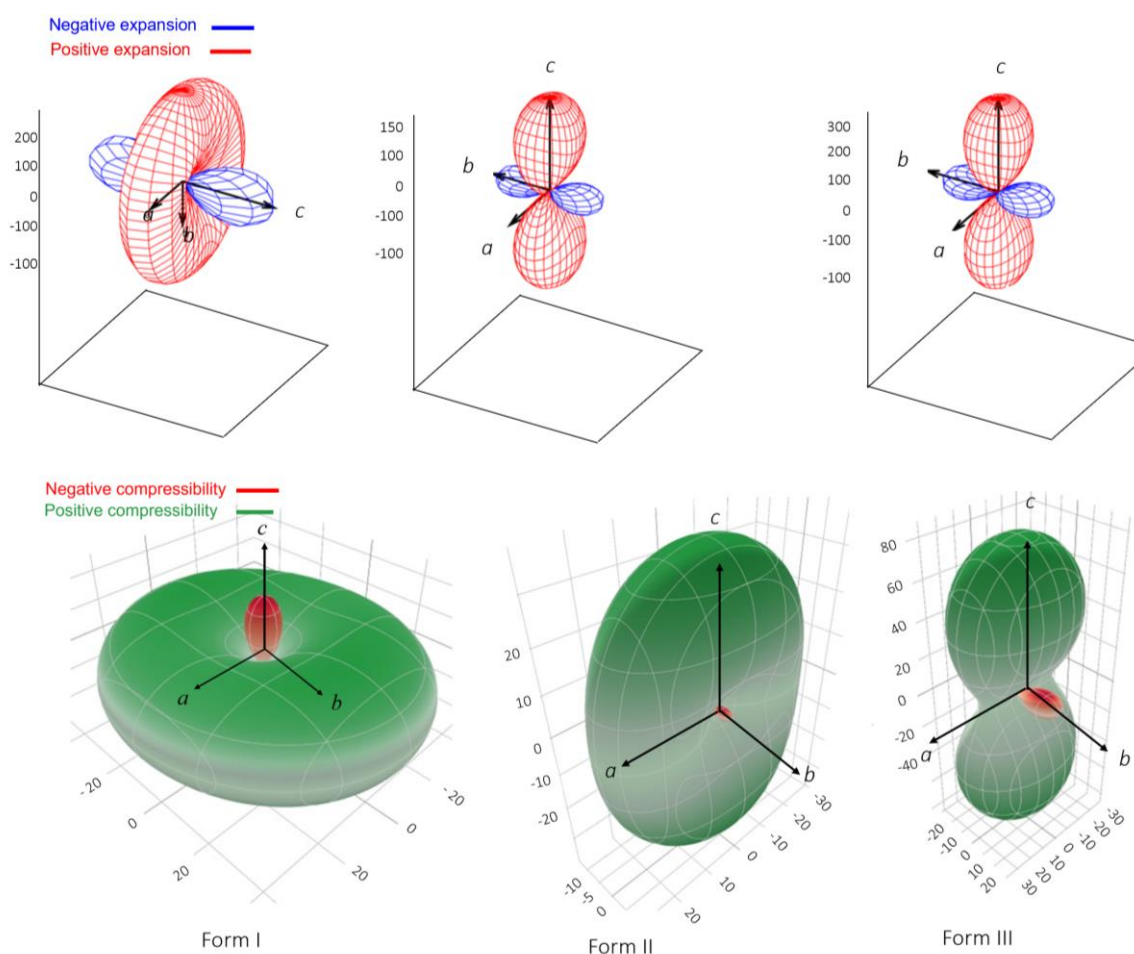 Negative expansion
Positive expansion
c
c
200
100
0
-100
-100
a
b
c
150
100
0
-100
-100
b
a
300
200
100
0
-100
-100
b
a
Negative compressibility
Positive compressibility
c
a
b
-20
0
20
20
0
-20
c
20
10
0
-10
-20
a
b
-10
-5
0
20
10
0
-10
-20
-30
c
80
60
40
20
0
-20
-40
a
b
-20
-10
0
10
20
30
20
10
0
-10
-20
-30
Form I
Form II
Form III